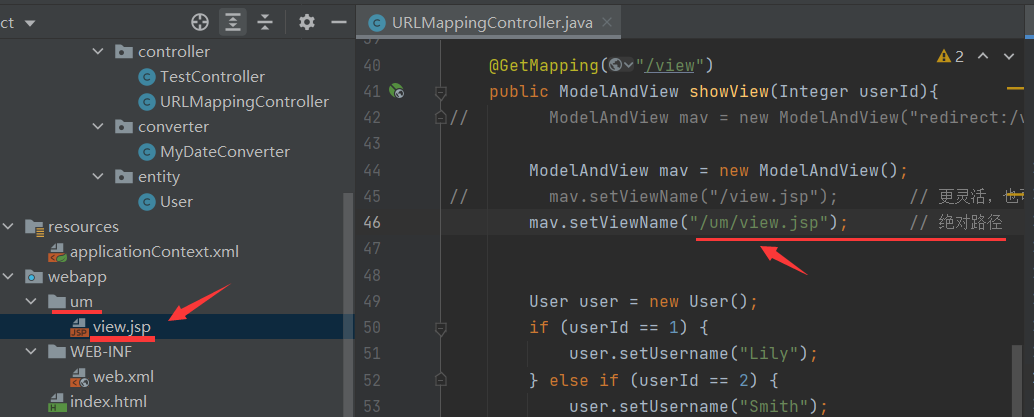 ct
controller
TestController
URLMappingController
converter
MyDateConverter
entity
User
resources
applicationContext.xml
webapp
um
view.jsp
WEB-INF
web.xml
index.html
URLMappingController.java
2
39
40 @GetMapping("/view")
41 public ModelAndView showView(Integer userId){
42 // ModelAndView mav = new ModelAndView("redirect:/v
43
44 ModelAndView mav = new ModelAndView();
45 // mav.setViewName("/view.jsp"); // 更灵活，也
46 mav.setViewName("/um/view.jsp"); // 绝对路径
47
48
49 User user = new User();
50 if (userId == 1) {
51 user.setUsername("Lily");
52 } else if (userId == 2) {
53 user.setUsername("Smith");